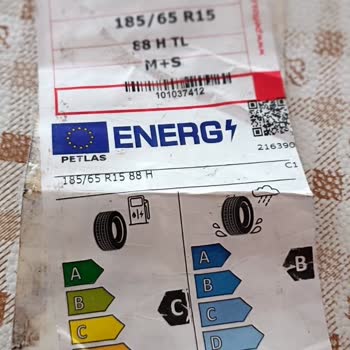 185/65 R15
88 H TL
M+S
101037412
ENERG
PETLAS
216390
185/65 R15 88 H
C1
A
B
C
A
B
C
D
C
B